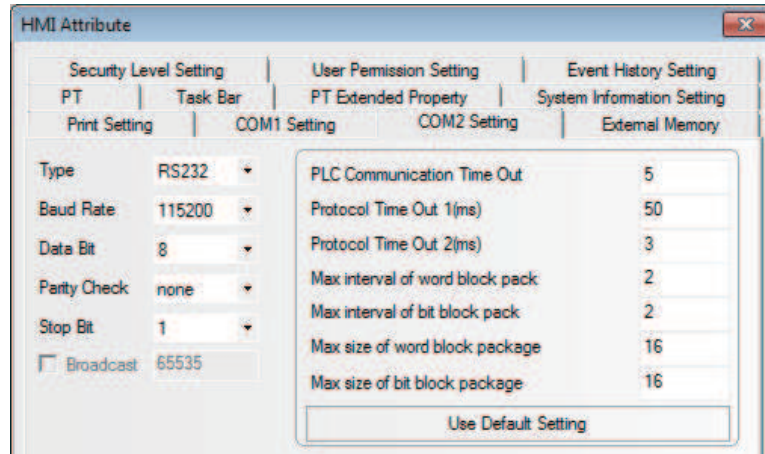 HMI Attribute
Security Level Setting User Permission Setting Event History Setting
PT Task Bar PT Extended Property System Information Setting
Print Setting COM1 Setting COM2 Setting External Memory
Type RS232
Baud Rate 115200
Data Bit 8
Parity Check none
Stop Bit 1
Broadcast 65535
PLC Communication Time Out 5
Protocol Time Out 1(ms) 50
Protocol Time Out 2(ms) 3
Max interval of word block pack 2
Max interval of bit block pack 2
Max size of word block package 16
Max size of bit block package 16
Use Default Setting